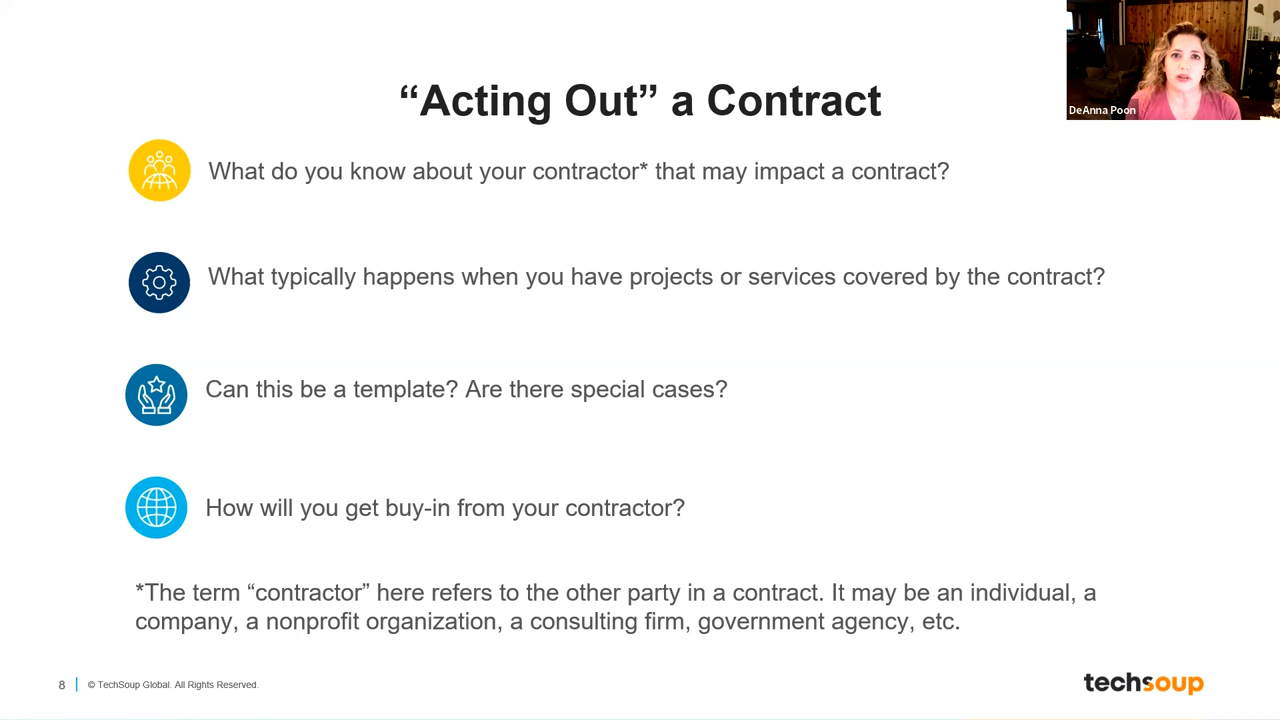 DeAnna Poon
“Acting Out” a Contract
What do you know about your contractor* that may impact a contract?
What typically happens when you have projects or services covered by the contract?
Can this be a template? Are there special cases?
How will you get buy-in from your contractor?
*The term “contractor” here refers to the other party in a contract. It may be an individual, a
company, a nonprofit organization, a consulting firm, government agency, etc.
8
© TechSoup Global. All Rights Reserved.
techsoup